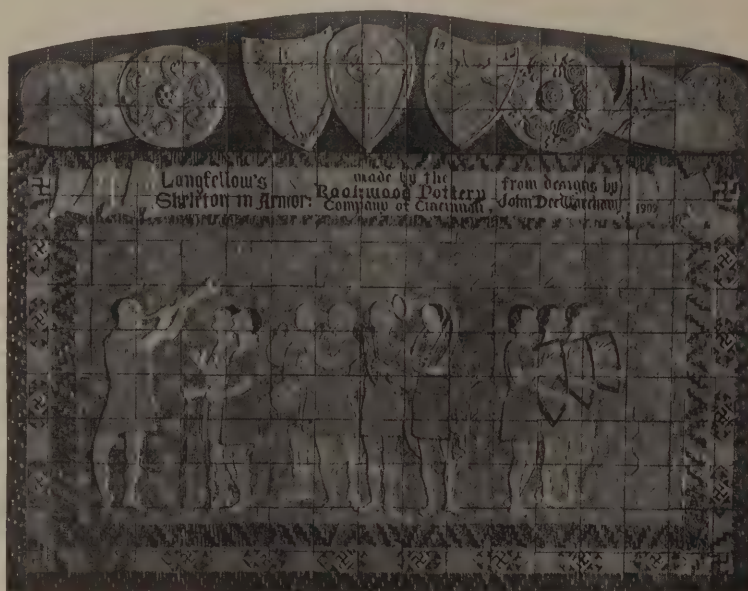 Longfellow's
Skeleton in Armor:
made by the
Rookwood Pottery
Company of Cincinnati,
from designs by
John Dee Wareham
1909